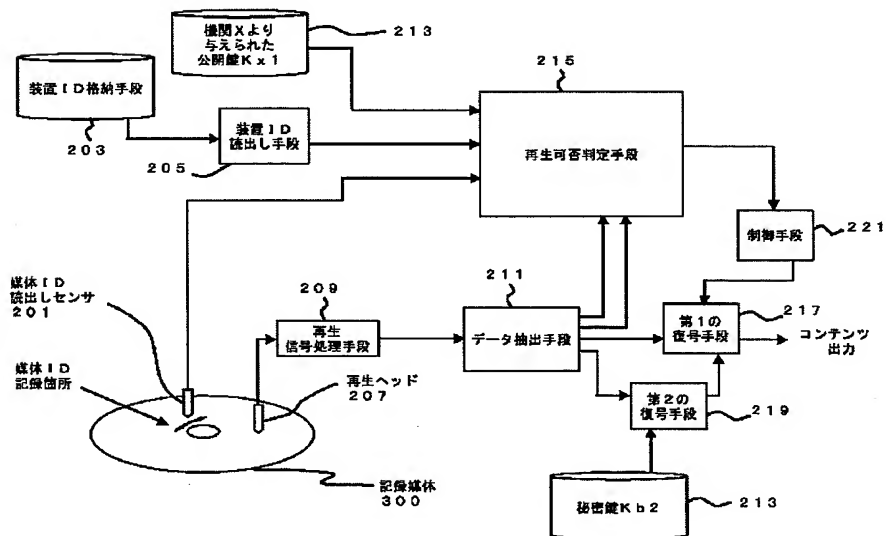 機関Xより
与えられた
公開鍵Kx1
213
装置ID格納手段
203
装置ID
読出し手段
205
215
再生可否判定手段
制御手段
221
媒体ID
読出しセンサ
201
209
再生
信号処理手段
211
データ抽出手段
第1の
復号手段
217
コンテンツ
出力
媒体ID
記録箇所
再生ヘッド
207
第2の
復号手段
219
記録媒体
300
秘密鍵Kb2
213